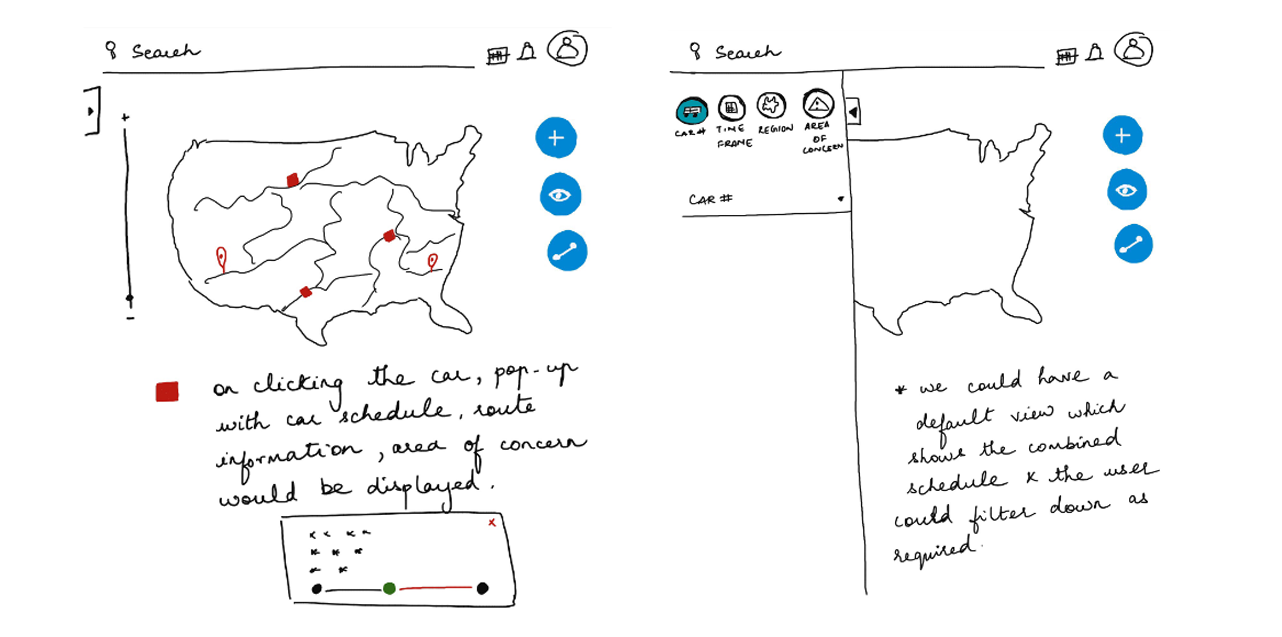 Search
+
-
on clicking the car, pop-up
with car schedule, route
information, area of concern
would be displayed.
x
Search
CAR#
TIME
FRAME
REGION
AREA
OF
CONCERN
CAR #
* we could have a
default view which
shows the combined
schedule & the user
could filter down as
required.